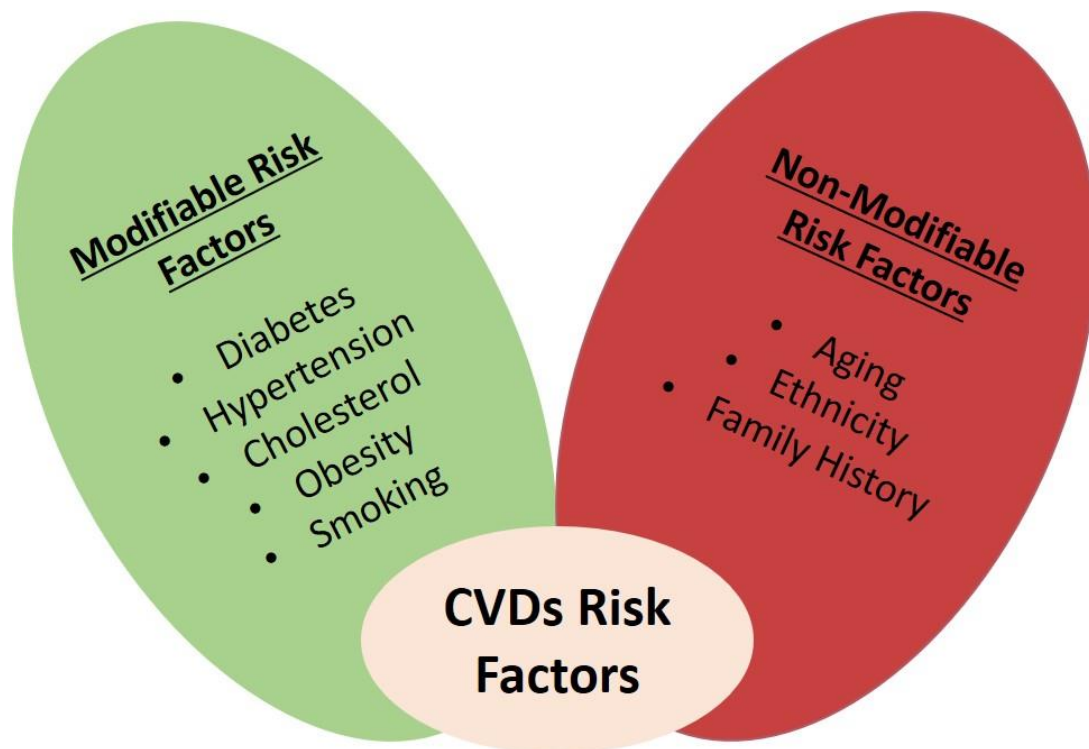 Modifiable Risk
Factors
• Diabetes
• Hypertension
• Cholesterol
• Obesity
• Smoking
Non-Modifiable
Risk Factors
• Aging
• Ethnicity
• Family History
CVDs Risk
Factors